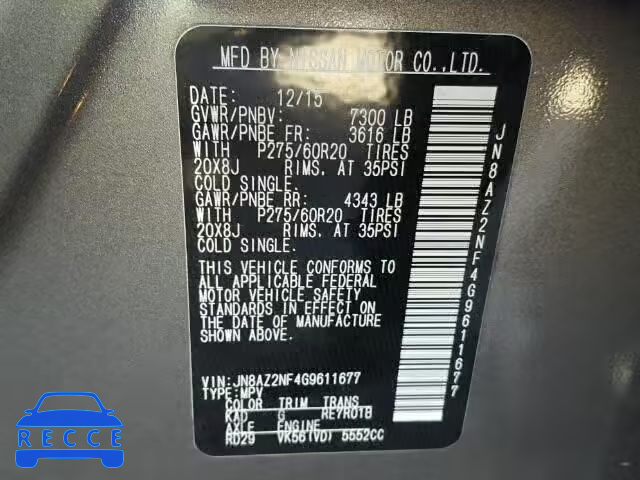 MFD BY NISSAN MOTOR CO.,LTD.
DATE: 12/15
GVWR/PNBV: 7300 LB
GAWR/PNBE FR: 3616 LB
WITH P275/60R20 TIRES
20X8J RIMS. AT 35PSI
COLD SINGLE.
GAWR/PNBE RR: 4343 LB
WITH P275/60R20 TIRES
20X8J RIMS. AT 35PSI
COLD SINGLE.
THIS VEHICLE CONFORMS TO
ALL APPLICABLE FEDERAL
MOTOR VEHICLE SAFETY
STANDARDS IN EFFECT ON
THE DATE OF MANUFACTURE
SHOWN ABOVE.
VIN:JN8AZ2NF4G9611677
TYPE:MPV
COLOR TRIM TRANS
KAD G RE7R01B
AXLE ENGINE
RD29 VK56(VD) 5552CC
JN8AZ2NF4G9611677
RECCE